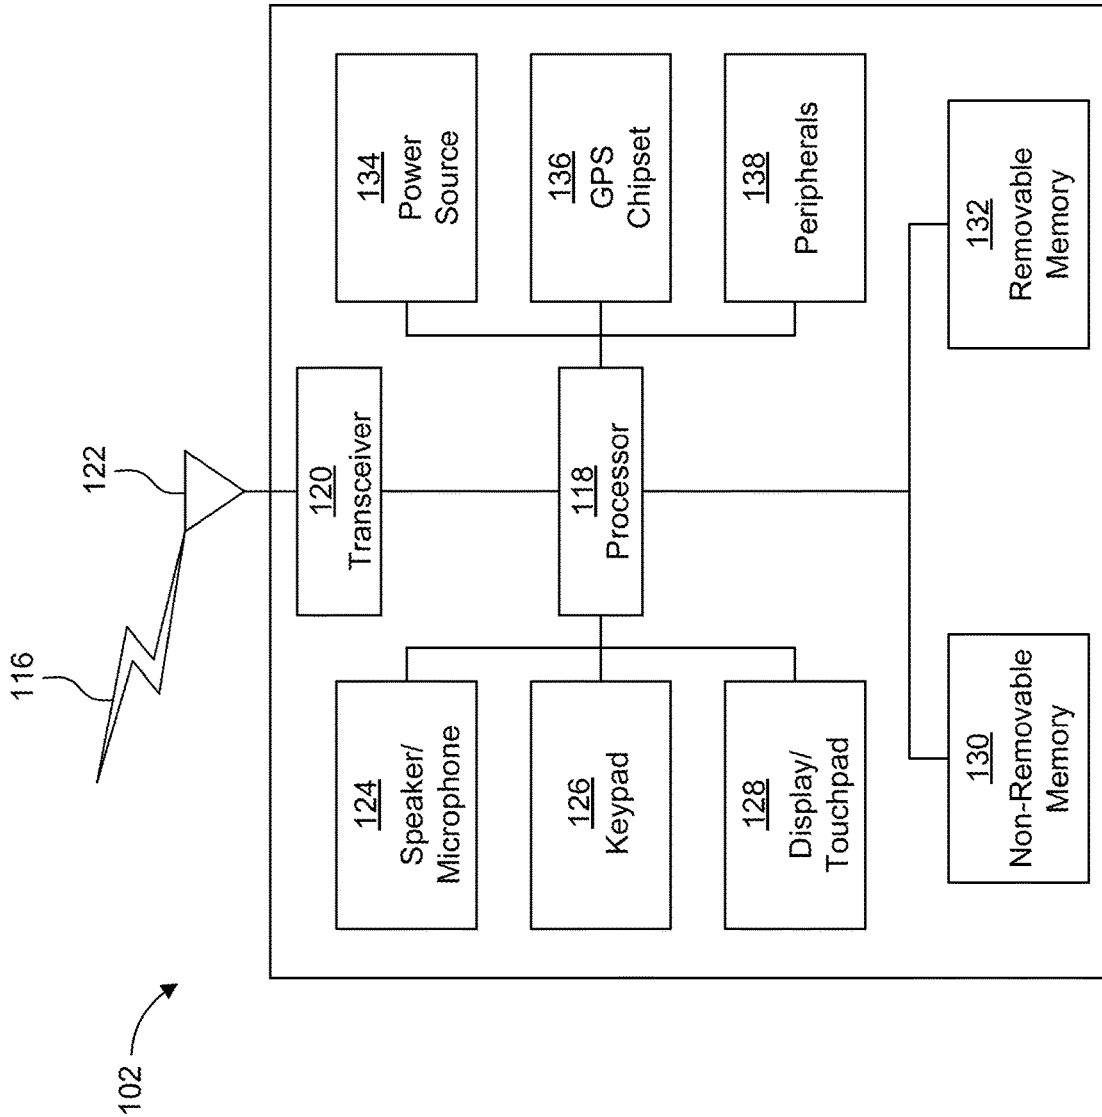 102
116
122
120
Transceiver
124
Speaker/
Microphone
126
Keypad
128
Display/
Touchpad
118
Processor
134
Power
Source
136
GPS
Chipset
138
Peripherals
130
Non-Removable
Memory
132
Removable
Memory